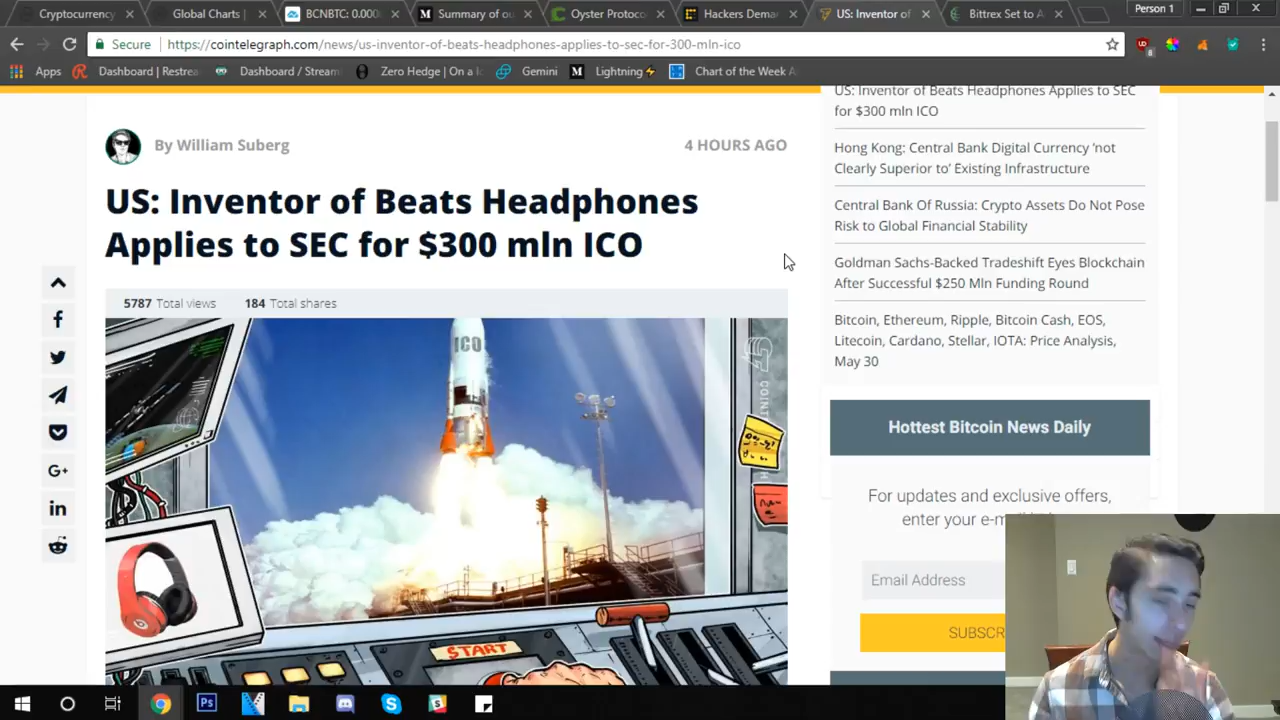 Cryptocurrency
Global Charts |
BCNBTC: 0.000
Summary of ou
Oyster Protoco
Hackers Dema
US: Inventor of
Bittrex Set to A
Person 1
Secure
https://cointelegraph.com/news/us-inventor-of-beats-headphones-applies-to-sec-for-300-mln-ico
8
Apps
Dashboard | Restrea
Dashboard / Stream
Zero Hedge | On a l
Gemini
Lightning⚡
Chart of the Week A
By William Suberg
4 HOURS AGO
US: Inventor of Beats Headphones
Applies to SEC for $300 mln ICO
5787 Total views
184 Total shares
ICO
START
G+
in
US: Inventor of Beats Headphones Applies to SEC
for $300 mln ICO
Hong Kong: Central Bank Digital Currency 'not
Clearly Superior to' Existing Infrastructure
Central Bank Of Russia: Crypto Assets Do Not Pose
Risk to Global Financial Stability
Goldman Sachs-Backed Tradeshift Eyes Blockchain
After Successful $250 Mln Funding Round
Bitcoin, Ethereum, Ripple, Bitcoin Cash, EOS,
Litecoin, Cardano, Stellar, IOTA: Price Analysis,
May 30
Hottest Bitcoin News Daily
For updates and exclusive offers,
enter your e-m
Email Address
SUBSCR